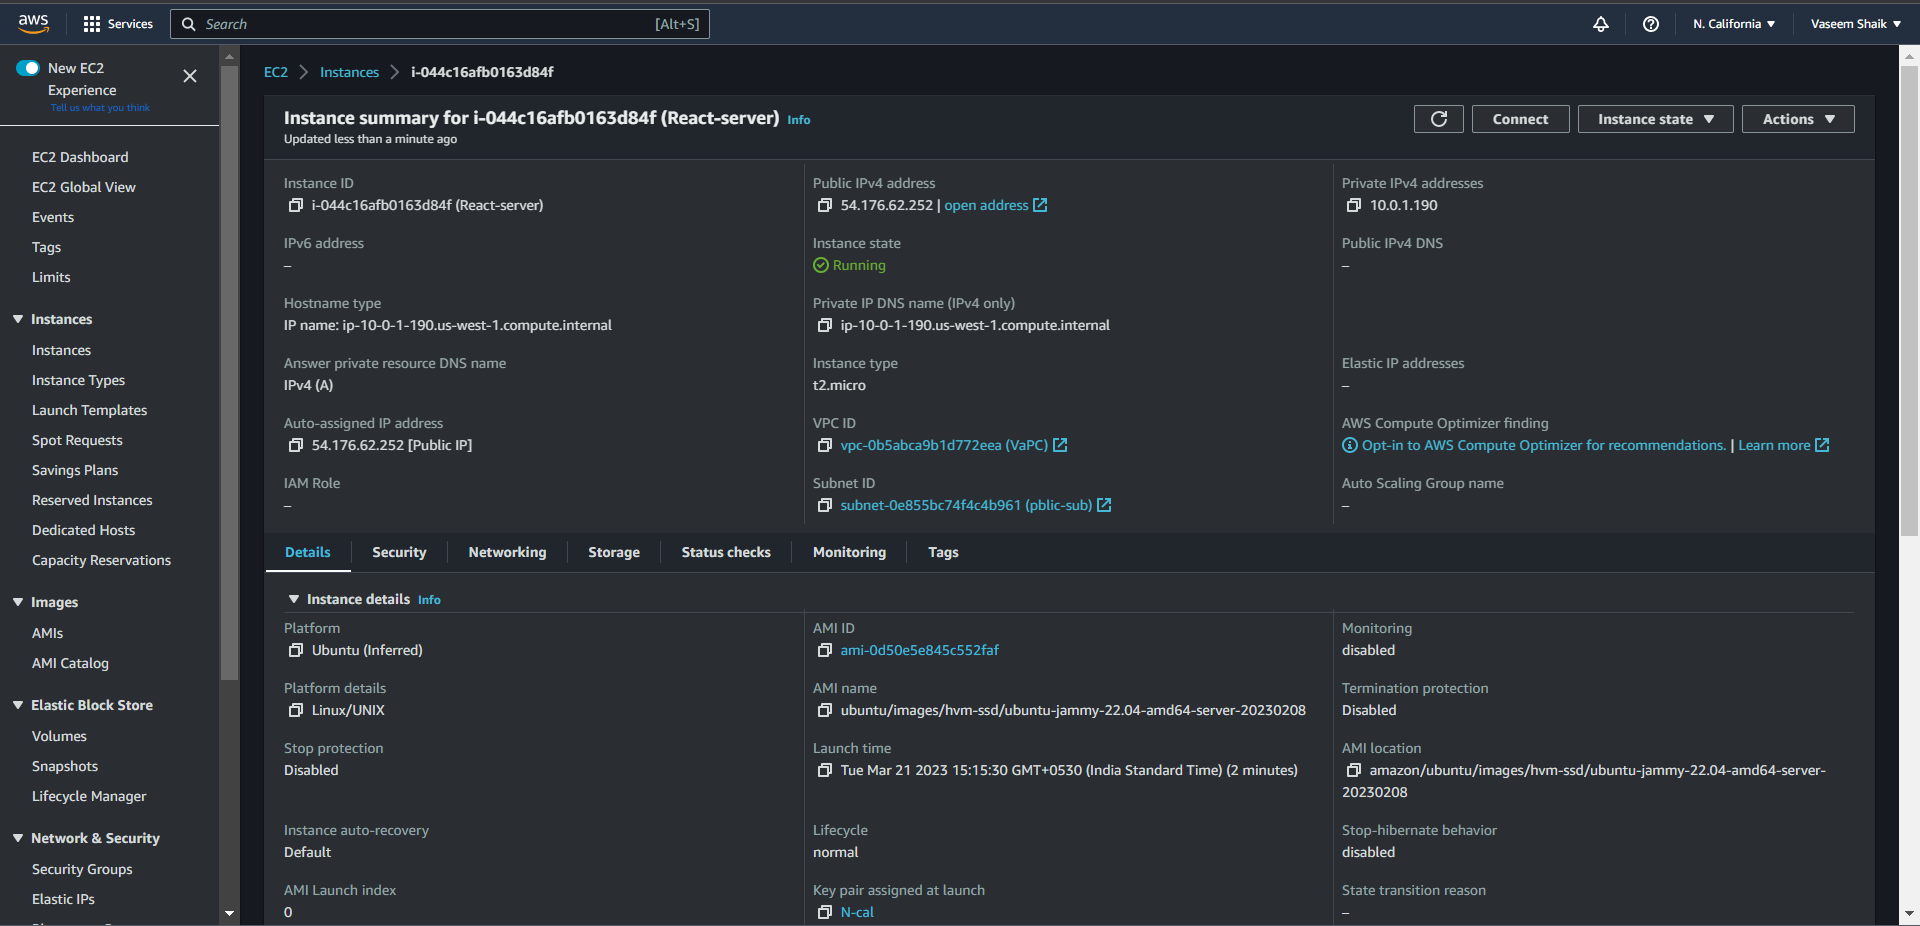 aws
Services
Search
[Alt+S]
N. California
Vaseem Shaik
New EC2
Experience
Tell us what you think
EC2 Dashboard
EC2 Global View
Events
Tags
Limits
Instances
Instances
Instance Types
Launch Templates
Spot Requests
Savings Plans
Reserved Instances
Dedicated Hosts
Capacity Reservations
Images
AMIs
AMI Catalog
Elastic Block Store
Volumes
Snapshots
Lifecycle Manager
Network & Security
Security Groups
Elastic IPs
EC2
Instances
i-044c16afb0163d84f
Instance summary for i-044c16afb0163d84f (React-server) Info
Updated less than a minute ago
Connect
Instance state
Actions
Instance ID
i-044c16afb0163d84f (React-server)
Public IPv4 address
54.176.62.252 | open address
Private IPv4 addresses
10.0.1.190
IPv6 address
–
Instance state
Running
Public IPv4 DNS
–
Hostname type
IP name: ip-10-0-1-190.us-west-1.compute.internal
Private IP DNS name (IPv4 only)
ip-10-0-1-190.us-west-1.compute.internal
Answer private resource DNS name
IPv4 (A)
Instance type
t2.micro
Elastic IP addresses
–
Auto-assigned IP address
54.176.62.252 [Public IP]
VPC ID
vpc-0b5abca9b1d772eea (VaPC)
AWS Compute Optimizer finding
Opt-in to AWS Compute Optimizer for recommendations. | Learn more
IAM Role
–
Subnet ID
subnet-0e855bc74f4c4b961 (pblic-sub)
Auto Scaling Group name
–
Details
Security
Networking
Storage
Status checks
Monitoring
Tags
Instance details Info
Platform
Ubuntu (Inferred)
AMI ID
ami-0d50e5e845c552faf
Monitoring
disabled
Platform details
Linux/UNIX
AMI name
ubuntu/images/hvm-ssd/ubuntu-jammy-22.04-amd64-server-20230208
Termination protection
Disabled
Stop protection
Disabled
Launch time
Tue Mar 21 2023 15:15:30 GMT+0530 (India Standard Time) (2 minutes)
AMI location
amazon/ubuntu/images/hvm-ssd/ubuntu-jammy-22.04-amd64-server-
20230208
Instance auto-recovery
Default
Lifecycle
normal
Stop-hibernate behavior
disabled
AMI Launch index
0
Key pair assigned at launch
N-cal
State transition reason
–